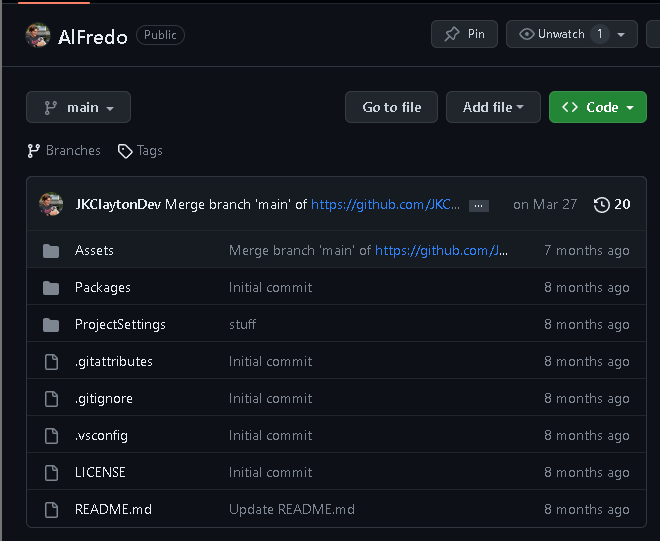 AlFredo Public Pin Unwatch 1
main Go to file Add file Code
Branches Tags
JKClaytonDev Merge branch 'main' of https://github.com/JKC... ... on Mar 27 20
Assets Merge branch 'main' of https://github.com/J... 7 months ago
Packages Initial commit 8 months ago
ProjectSettings stuff 8 months ago
.gitattributes Initial commit 8 months ago
.gitignore Initial commit 8 months ago
.vsconfig Initial commit 8 months ago
LICENSE Initial commit 8 months ago
README.md Update README.md 8 months ago